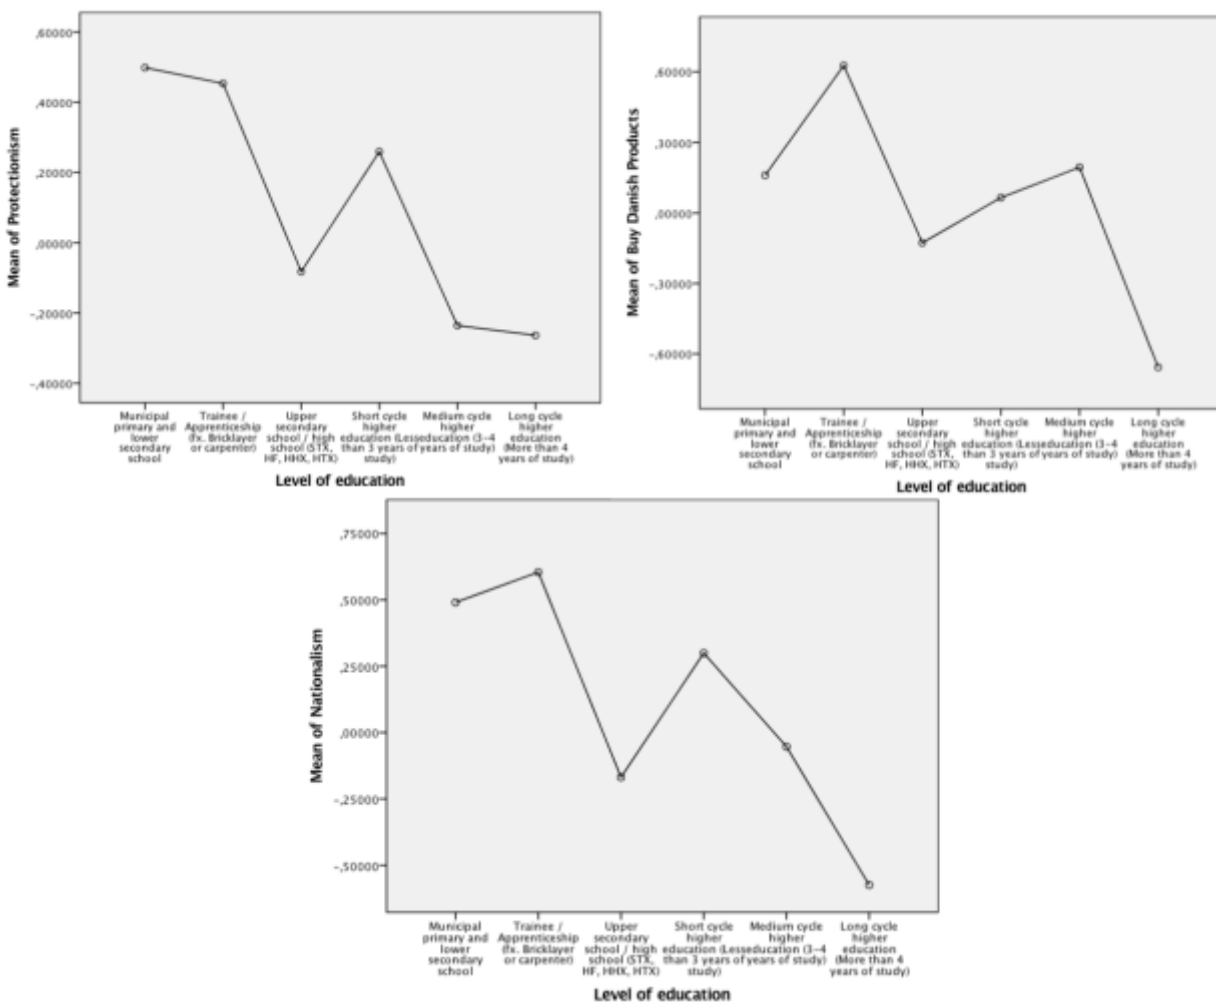 ,60000
,40000
,20000
,00000
-,20000
-,40000
Mean of Protectionism
Municipal primary and lower secondary school
Trainee / Apprenticeship (fx. Bricklayer or carpenter)
Upper secondary school / high school (STX, HF, HHX, HTX)
Short cycle higher education (Less than 3 years of study)
Medium cycle higher education (3-4 years of study)
Long cycle higher education (More than 4 years of study)
Level of education
,60000
,30000
,00000
-,30000
-,60000
Mean of Buy Danish Products
Municipal primary and lower secondary school
Trainee / Apprenticeship (fx. Bricklayer or carpenter)
Upper secondary school / high school (STX, HF, HHX, HTX)
Short cycle higher education (Less than 3 years of study)
Medium cycle higher education (3-4 years of study)
Long cycle higher education (More than 4 years of study)
Level of education
,75000
,50000
,25000
,00000
-,25000
-,50000
Mean of Nationalism
Municipal primary and lower secondary school
Trainee / Apprenticeship (fx. Bricklayer or carpenter)
Upper secondary school / high school (STX, HF, HHX, HTX)
Short cycle higher education (Less than 3 years of study)
Medium cycle higher education (3-4 years of study)
Long cycle higher education (More than 4 years of study)
Level of education